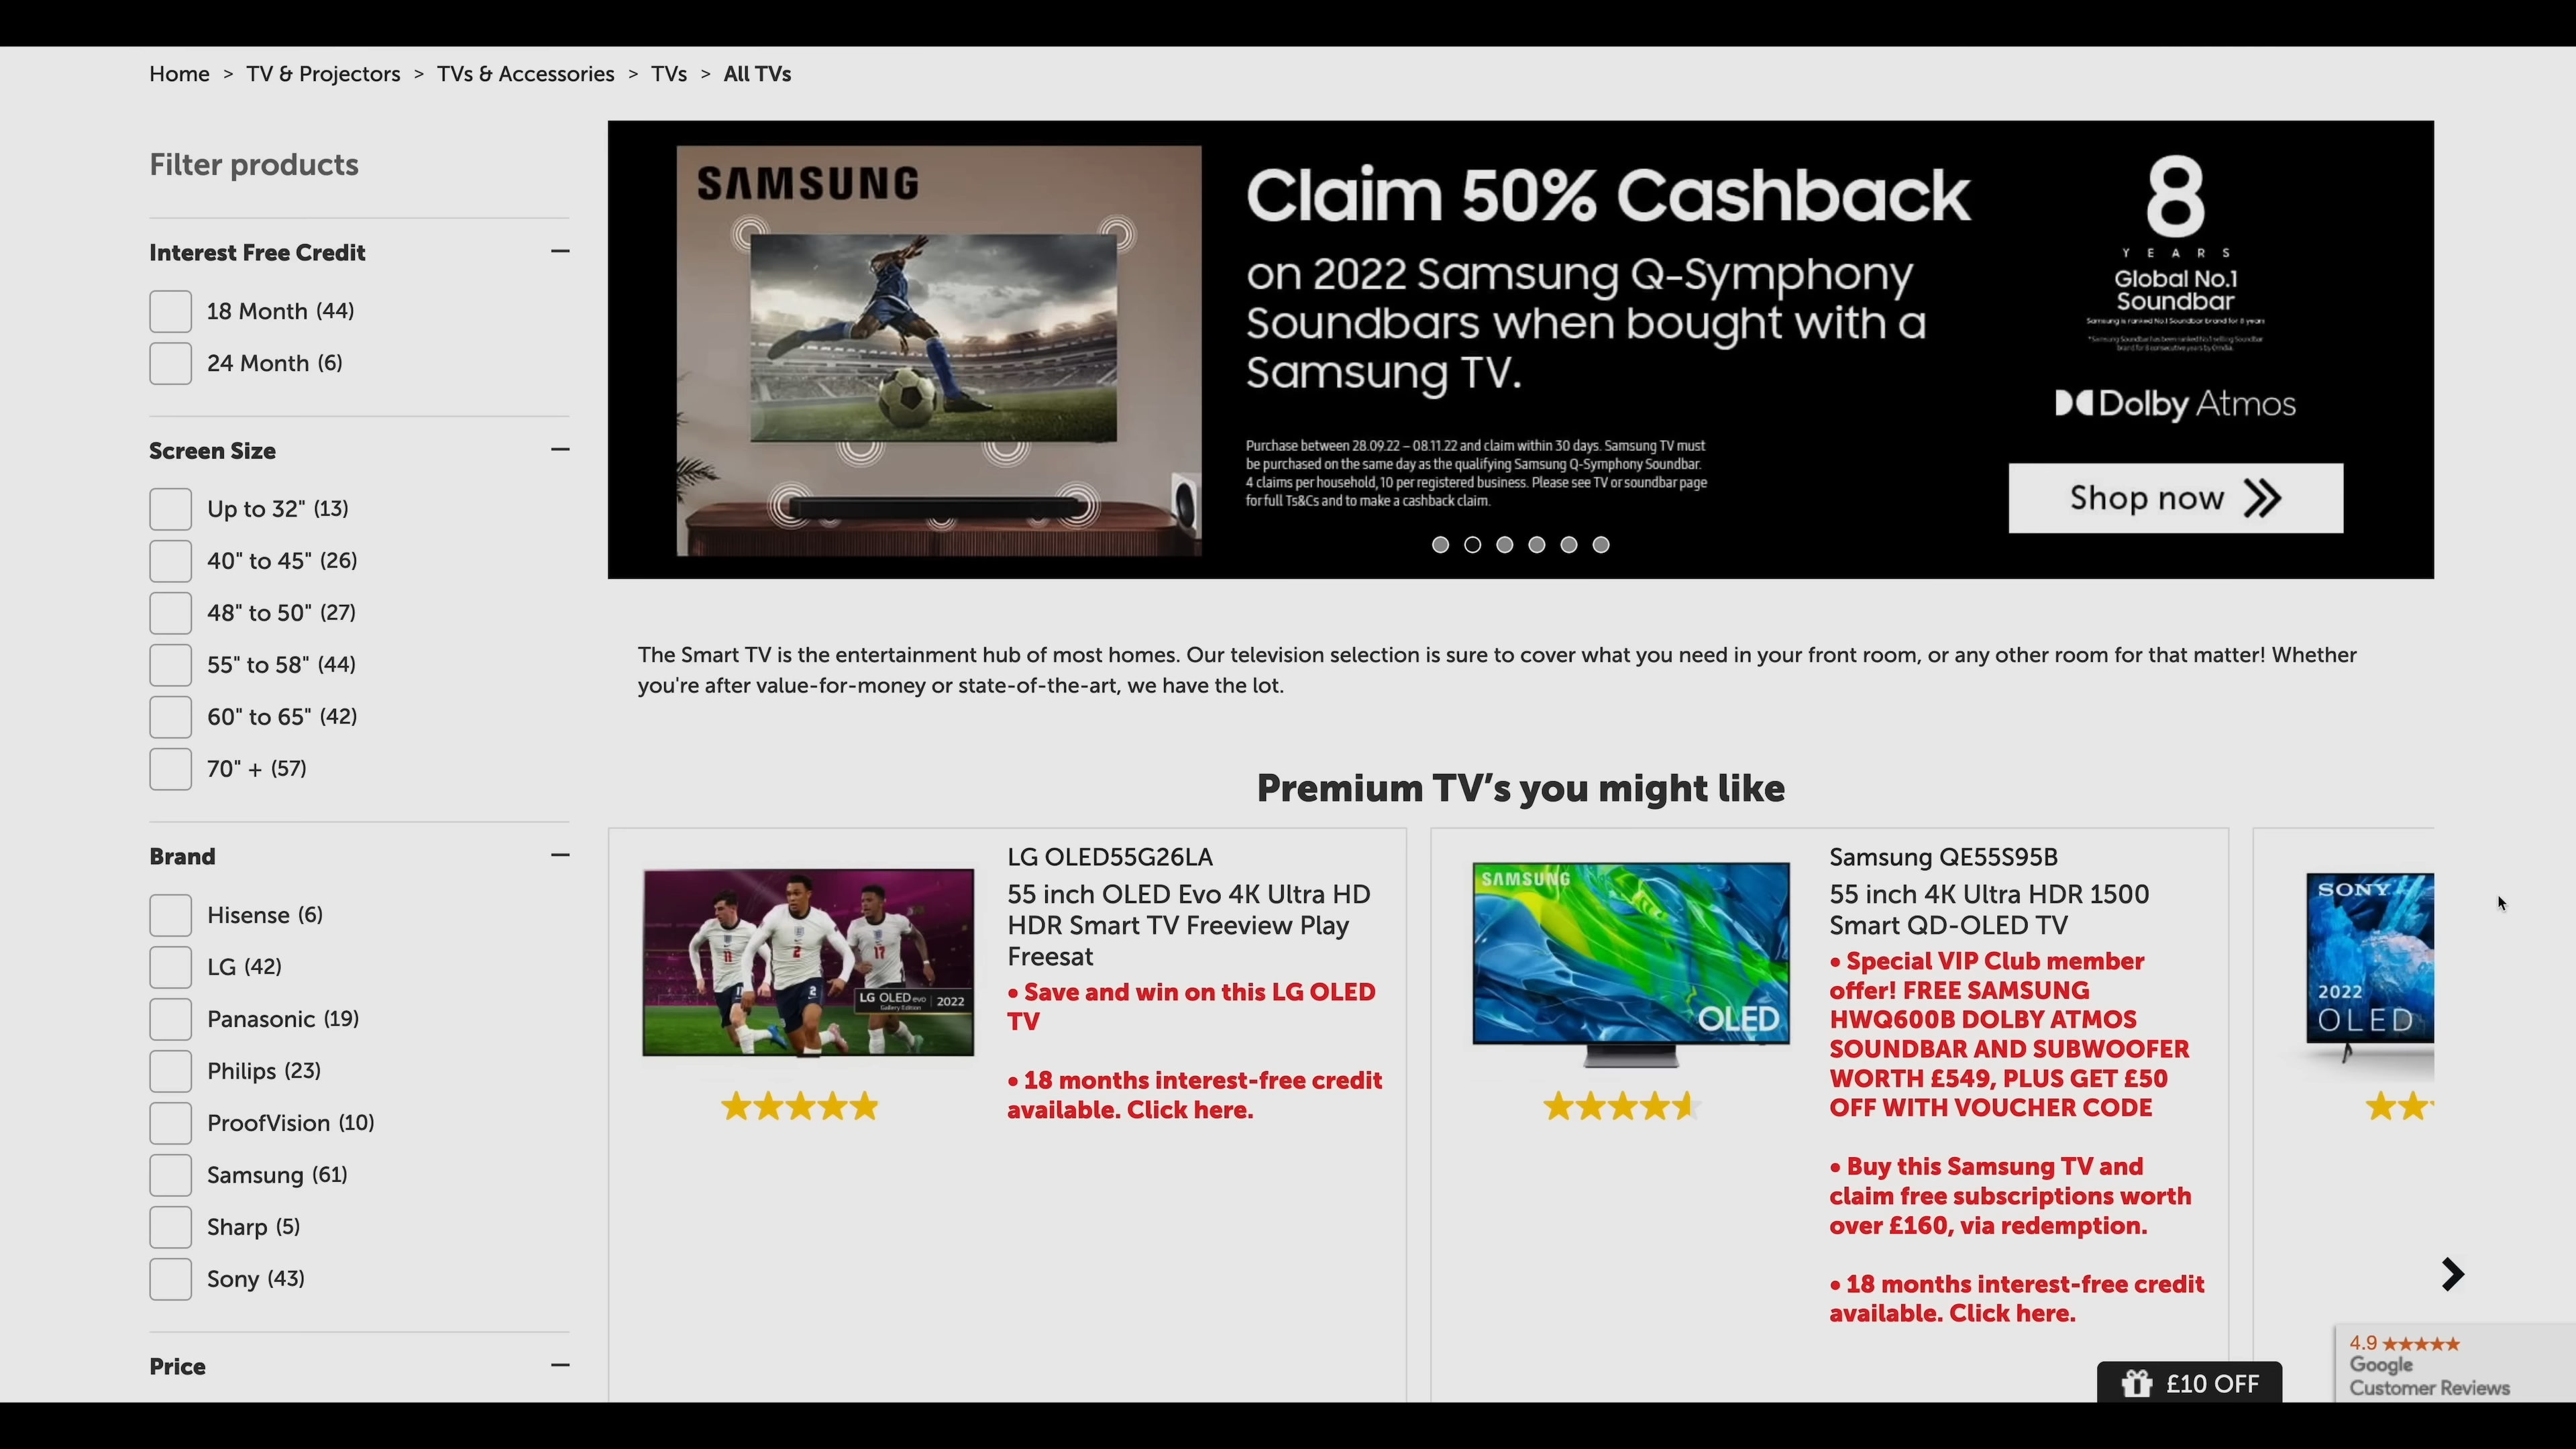 Home > TV & Projectors > TVs & Accessories > TVs > All TVs
Filter products
Interest Free Credit
18 Month (44)
24 Month (6)
Screen Size
Up to 32" (13)
40" to 45" (26)
48" to 50" (27)
55" to 58" (44)
60" to 65" (42)
70" + (57)
Brand
Hisense (6)
LG (42)
Panasonic (19)
Philips (23)
ProofVision (10)
Samsung (61)
Sharp (5)
Sony (43)
Price
SAMSUNG
Claim 50% Cashback
on 2022 Samsung Q-Symphony
Soundbars when bought with a
Samsung TV.
Purchase between 28.09.22 – 08.11.22 and claim within 30 days. Samsung TV must
be purchased on the same day as the qualifying Samsung Q-Symphony Soundbar.
4 claims per household, 10 per registered business. Please see TV or soundbar page
for full Ts&Cs and to make a cashback claim.
8
YEARS
Global No.1
Soundbar
Samsung is ranked No.1 Soundbar brand for 8 years
*Samsung Soundbar has been ranked No.1 selling Soundbar
brand for 8 consecutive years by Omdia.
Dolby Atmos
Shop now
The Smart TV is the entertainment hub of most homes. Our television selection is sure to cover what you need in your front room, or any other room for that matter! Whether
you're after value-for-money or state-of-the-art, we have the lot.
Premium TV's you might like
11
2
17
2
LG OLED evo 2022
Gallery Edition
LG OLED55G26LA
55 inch OLED Evo 4K Ultra HD
HDR Smart TV Freeview Play
Freesat
• Save and win on this LG OLED
TV
• 18 months interest-free credit
available. Click here.
SAMSUNG
OLED
Samsung QE55S95B
55 inch 4K Ultra HDR 1500
Smart QD-OLED TV
• Special VIP Club member
offer! FREE SAMSUNG
HWQ600B DOLBY ATMOS
SOUNDBAR AND SUBWOOFER
WORTH £549, PLUS GET £50
OFF WITH VOUCHER CODE
• Buy this Samsung TV and
claim free subscriptions worth
over £160, via redemption.
• 18 months interest-free credit
available. Click here.
SONY
2022
OLED
£10 OFF
4.9
Google
Customer Reviews